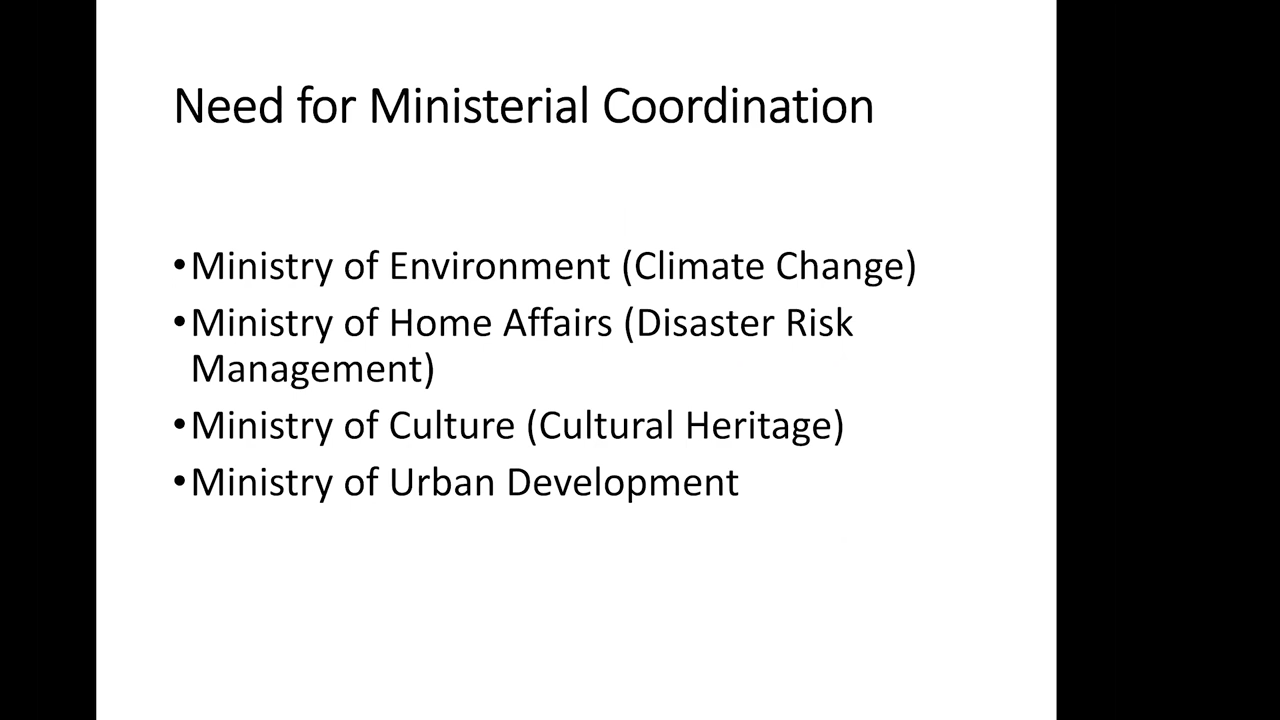 Need for Ministerial Coordination
•Ministry of Environment (Climate Change)
•Ministry of Home Affairs (Disaster Risk
Management)
•Ministry of Culture (Cultural Heritage)
•Ministry of Urban Development